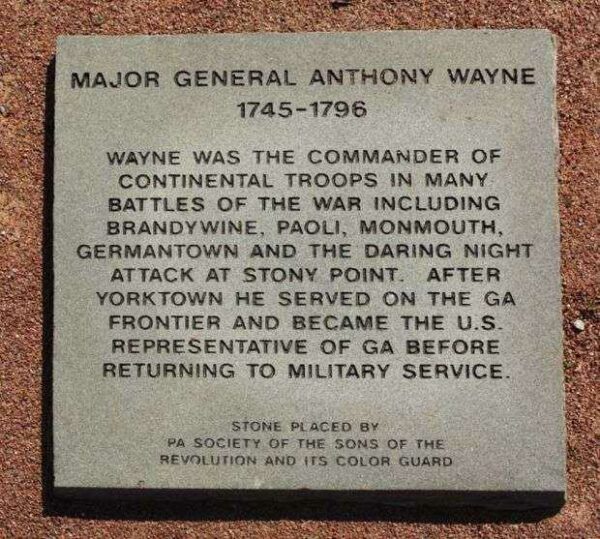 MAJOR GENERAL ANTHONY WAYNE
1745-1796
WAYNE WAS THE COMMANDER OF
CONTINENTAL TROOPS IN MANY
BATTLES OF THE WAR INCLUDING
BRANDYWINE, PAOLI, MONMOUTH,
GERMANTOWN AND THE DARING NIGHT
ATTACK AT STONY POINT. AFTER
YORKTOWN HE SERVED ON THE GA
FRONTIER AND BECAME THE U.S.
REPRESENTATIVE OF GA BEFORE
RETURNING TO MILITARY SERVICE.
STONE PLACED BY
PA SOCIETY OF THE SONS OF THE
REVOLUTION AND ITS COLOR GUARD